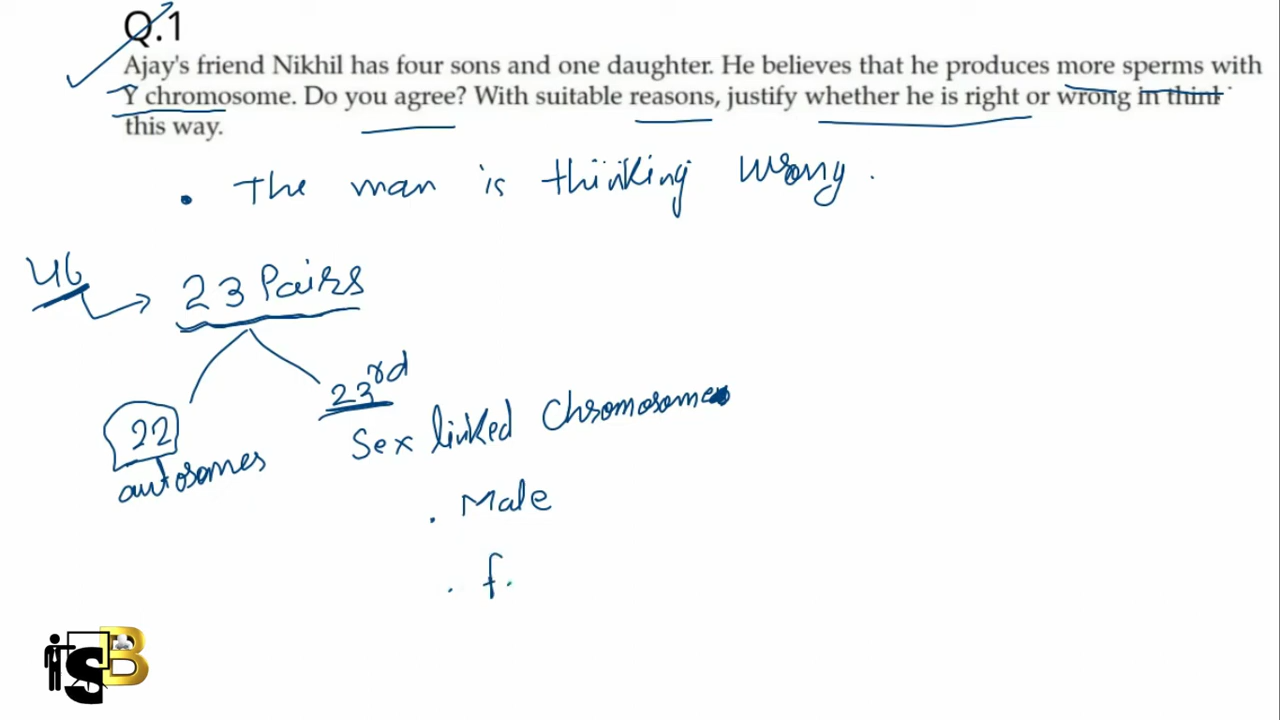 Q.1
Ajay's friend Nikhil has four sons and one daughter. He believes that he produces more sperms with
Y chromosome. Do you agree? With suitable reasons, justify whether he is right or wrong in think
this way.
• The man is thinking wrong.
46
23 Pairs
23rd
22
Sex linked Chromosomes
autosomes
. Male
. f.
SB